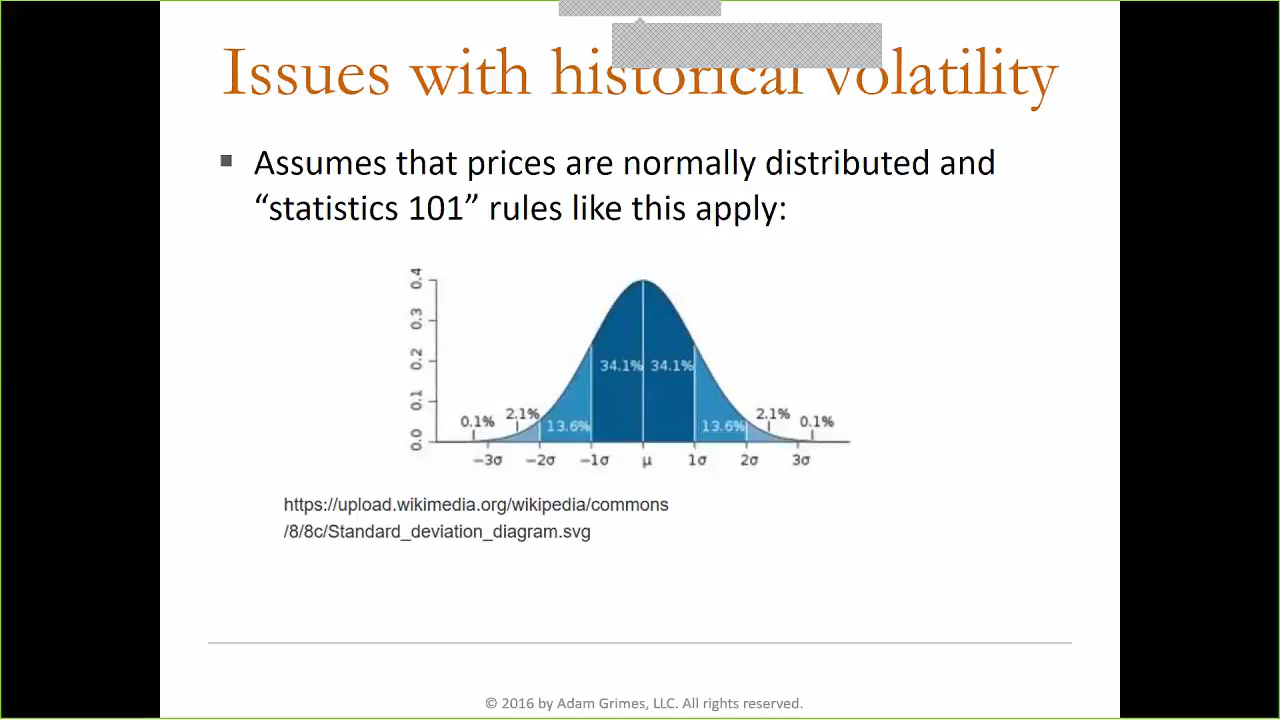 Issues with historical volatility
Assumes that prices are normally distributed and
“statistics 101” rules like this apply:
0.4
0.3
0.2
0.1
0.0
34.1% 34.1%
0.1% 2.1% 13.6% 13.6% 2.1% 0.1%
−3σ −2σ −1σ μ 1σ 2σ 3σ
https://upload.wikimedia.org/wikipedia/commons
/8/8c/Standard_deviation_diagram.svg
© 2016 by Adam Grimes, LLC. All rights reserved.